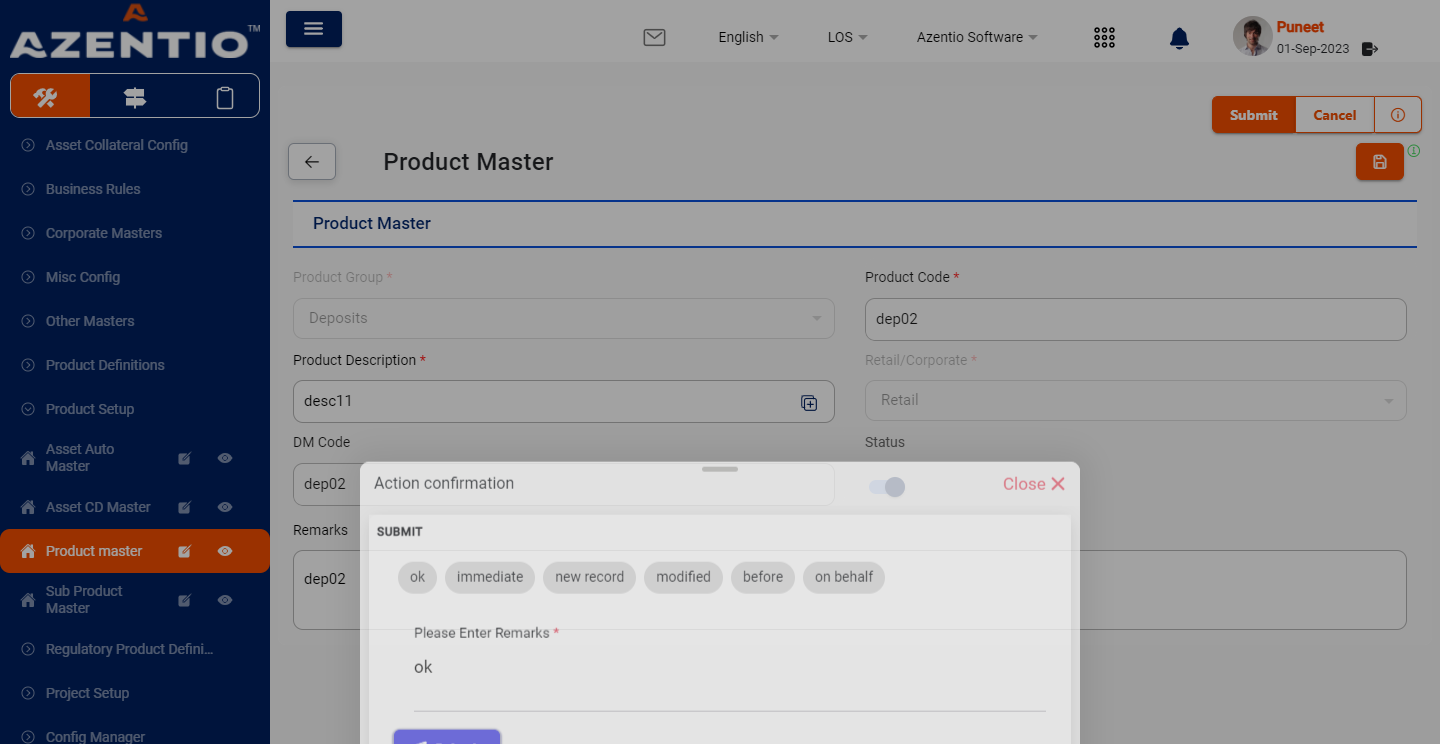 AZENTIO™
English
LOS
Azentio Software
Puneet
01-Sep-2023
Asset Collateral Config
Business Rules
Corporate Masters
Misc Config
Other Masters
Product Definitions
Product Setup
Asset Auto
Master
Asset CD Master
Product master
Sub Product
Master
Regulatory Product Defini...
Project Setup
Config Manager
Submit
Cancel
Product Master
Product Master
Product Group *
Product Code *
Deposits
dep02
Product Description *
Retail/Corporate *
desc11
Retail
DM Code
Status
dep02
Remarks
dep02
Action confirmation
Close
SUBMIT
ok
immediate
new record
modified
before
on behalf
Please Enter Remarks *
ok